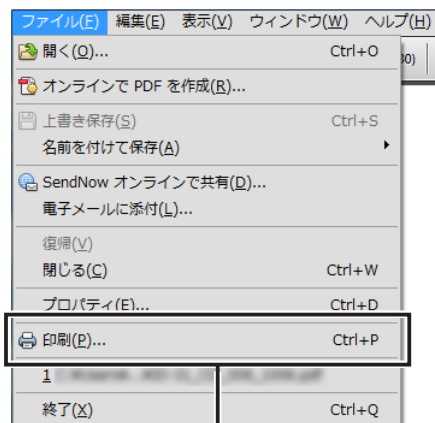 ファイル(F) 編集(E) 表示(V) ウィンドウ(W) ヘルプ(H)
開く(O)... Ctrl+O
オンラインで PDF を作成(R)...
上書き保存(S) Ctrl+S
名前を付けて保存(A)
SendNow オンラインで共有(D)...
電子メールに添付(L)...
復帰(V)
閉じる(C) Ctrl+W
プロパティ(E)... Ctrl+D
印刷(P)... Ctrl+P
1
終了(X) Ctrl+Q